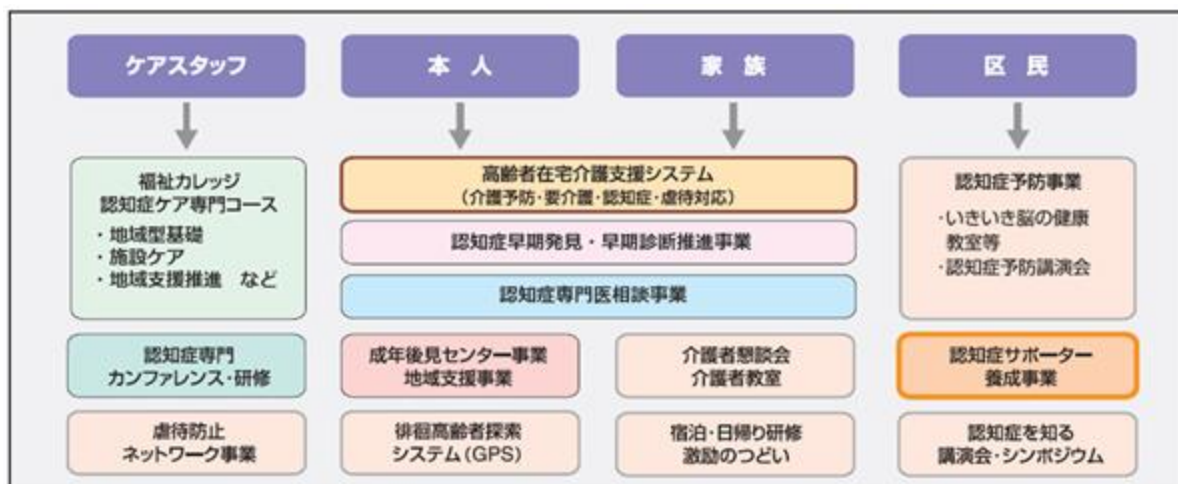 ケアスタッフ
本人
家族
区民
福祉カレッジ
認知症ケア専門コース
・地域型基礎
・施設ケア
・地域支援推進 など
高齢者在宅介護支援システム
(介護予防・要介護・認知症・虐待対応)
認知症早期発見・早期診断推進事業
認知症専門医相談事業
認知症予防事業
・いきいき脳の健康
教室等
・認知症予防講演会
認知症専門
カンファレンス・研修
成年後見センター事業
地域支援事業
介護者懇談会
介護者教室
認知症サポーター
養成事業
虐待防止
ネットワーク事業
徘徊高齢者探索
システム(GPS)
宿泊・日帰り研修
激励のつどい
認知症を知る
講演会・シンポジウム